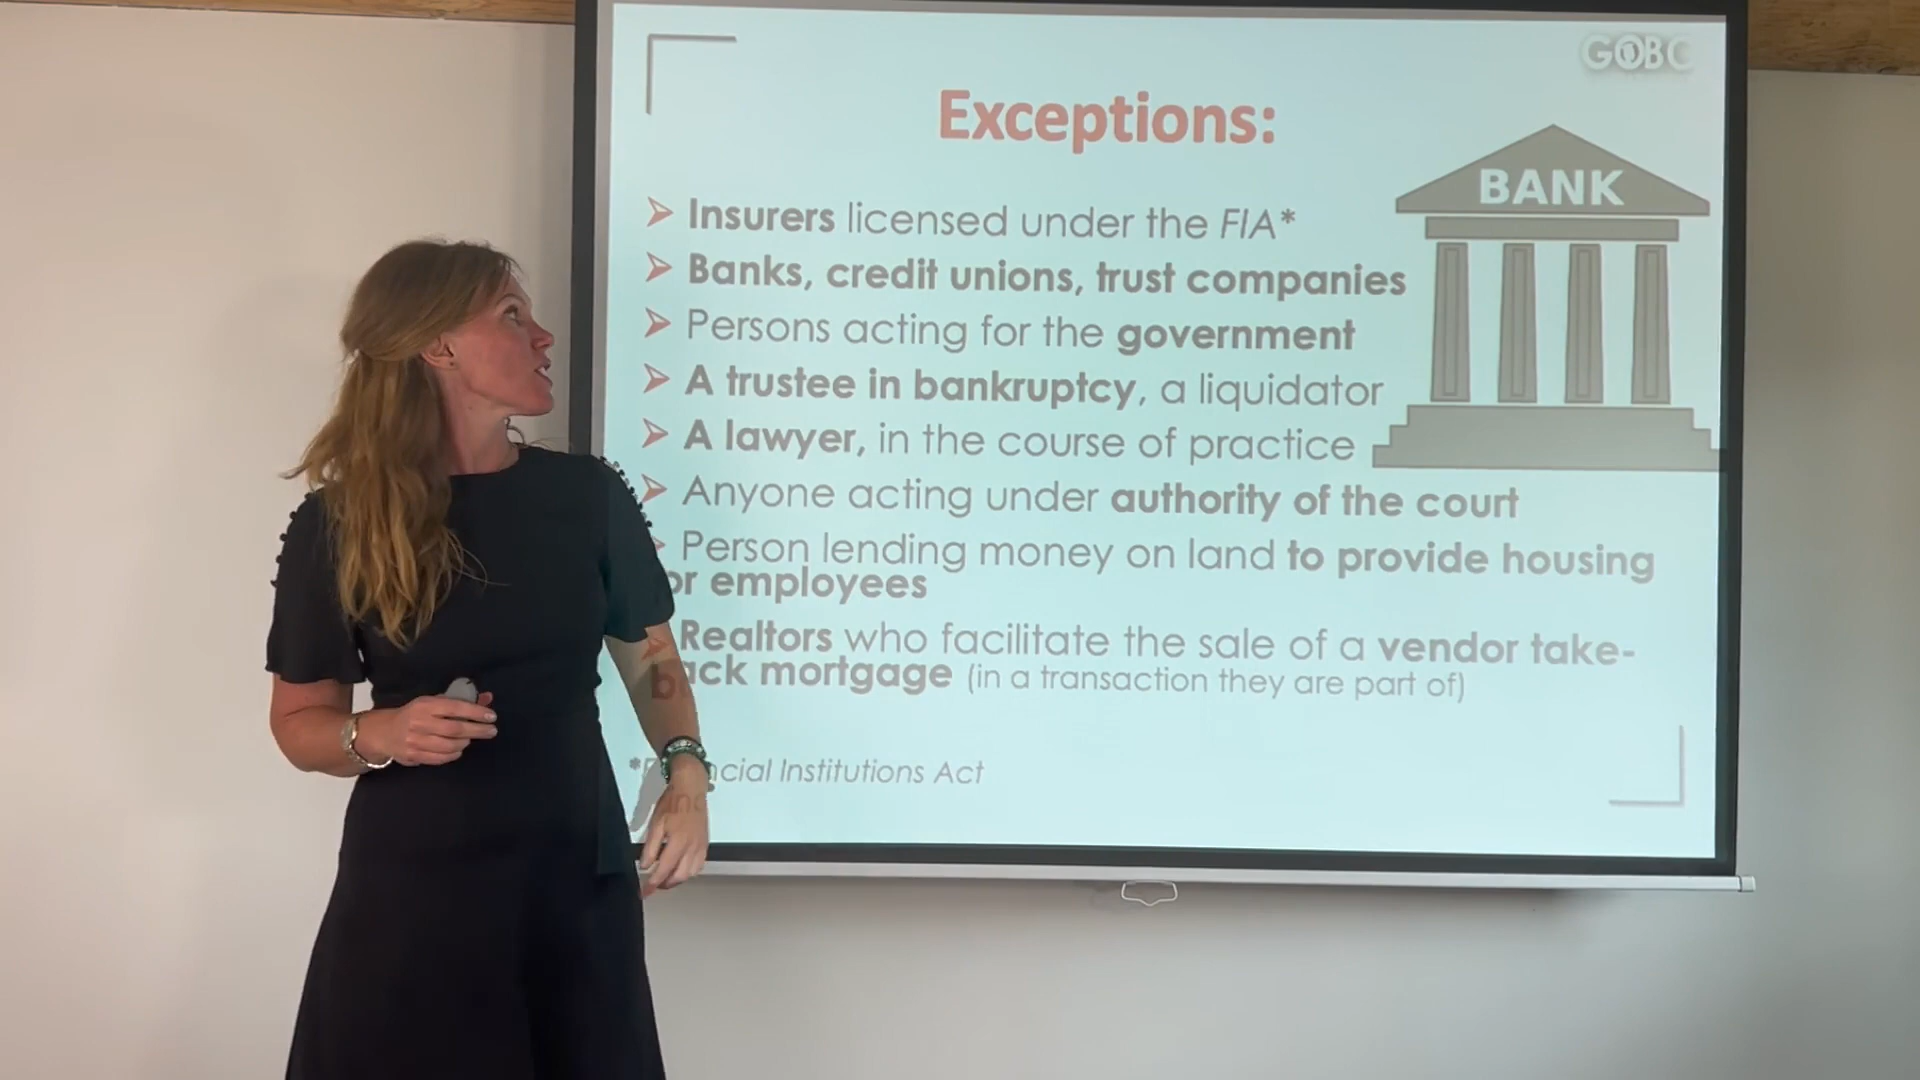 GOBC
Exceptions:
BANK
Insurers licensed under the FIA*
Banks, credit unions, trust companies
Persons acting for the government
A trustee in bankruptcy, a liquidator
A lawyer, in the course of practice
Anyone acting under authority of the court
Person lending money on land to provide housing
or employees
Realtors who facilitate the sale of a vendor take-
back mortgage (in a transaction they are part of)
*Financial Institutions Act